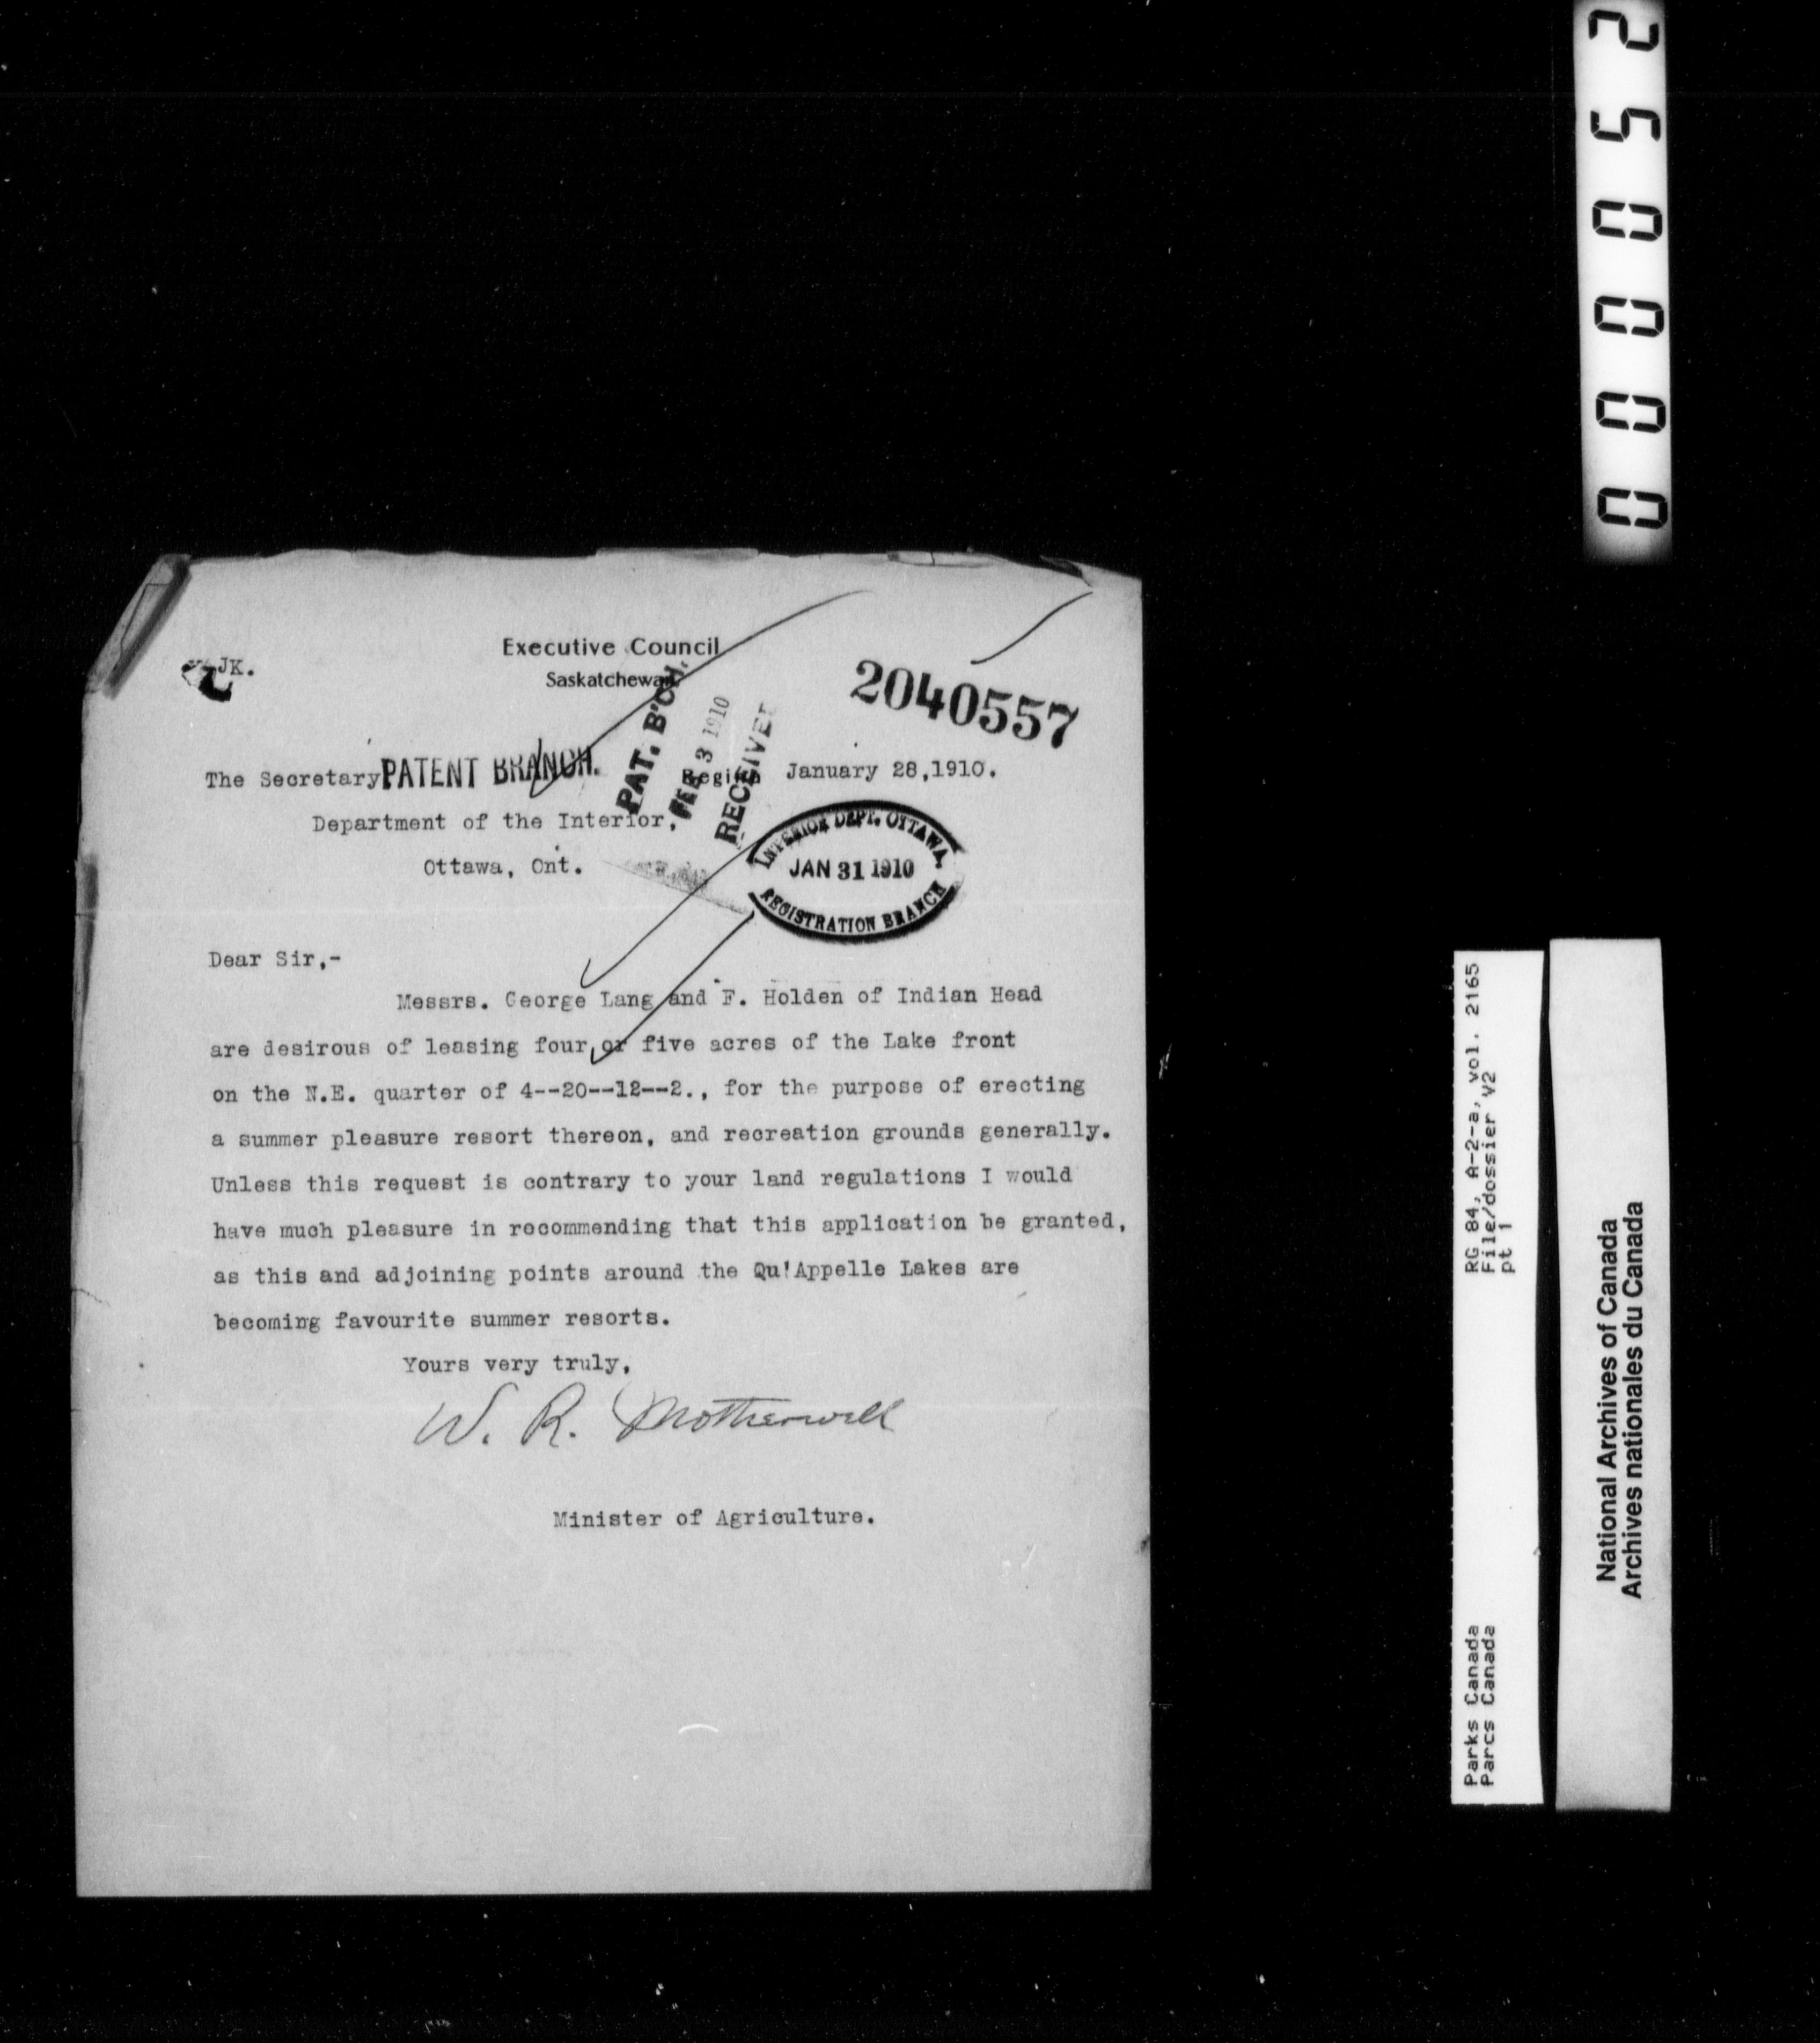 Executive Council
Saskatchewan.
JK.
2040557
PAT. B'CH.
FEB 3 1910
RECEIVED
PATENT BRANCH.
Regina January 28,1910.
The Secretary
Department of the Interior,
Ottawa, Ont.
INTERIOR DEPT. OTTAWA.
JAN 31 1910
REGISTRATION BRANCH
Dear Sir,-
Messrs. George Lang and F. Holden of Indian Head
are desirous of leasing four or five acres of the Lake front
on the N.E. quarter of 4--20--12--2., for the purpose of erecting
a summer pleasure resort thereon, and recreation grounds generally.
Unless this request is contrary to your land regulations I would
have much pleasure in recommending that this application be granted,
as this and adjoining points around the Qu'Appelle Lakes are
becoming favourite summer resorts.
Yours very truly,
W. R. Motherwell
Minister of Agriculture.
000052
RG 84, A-2-a, vol. 2165
File/dossier V2
pt 1
Parks Canada
Parcs Canada
National Archives of Canada
Archives nationales du Canada